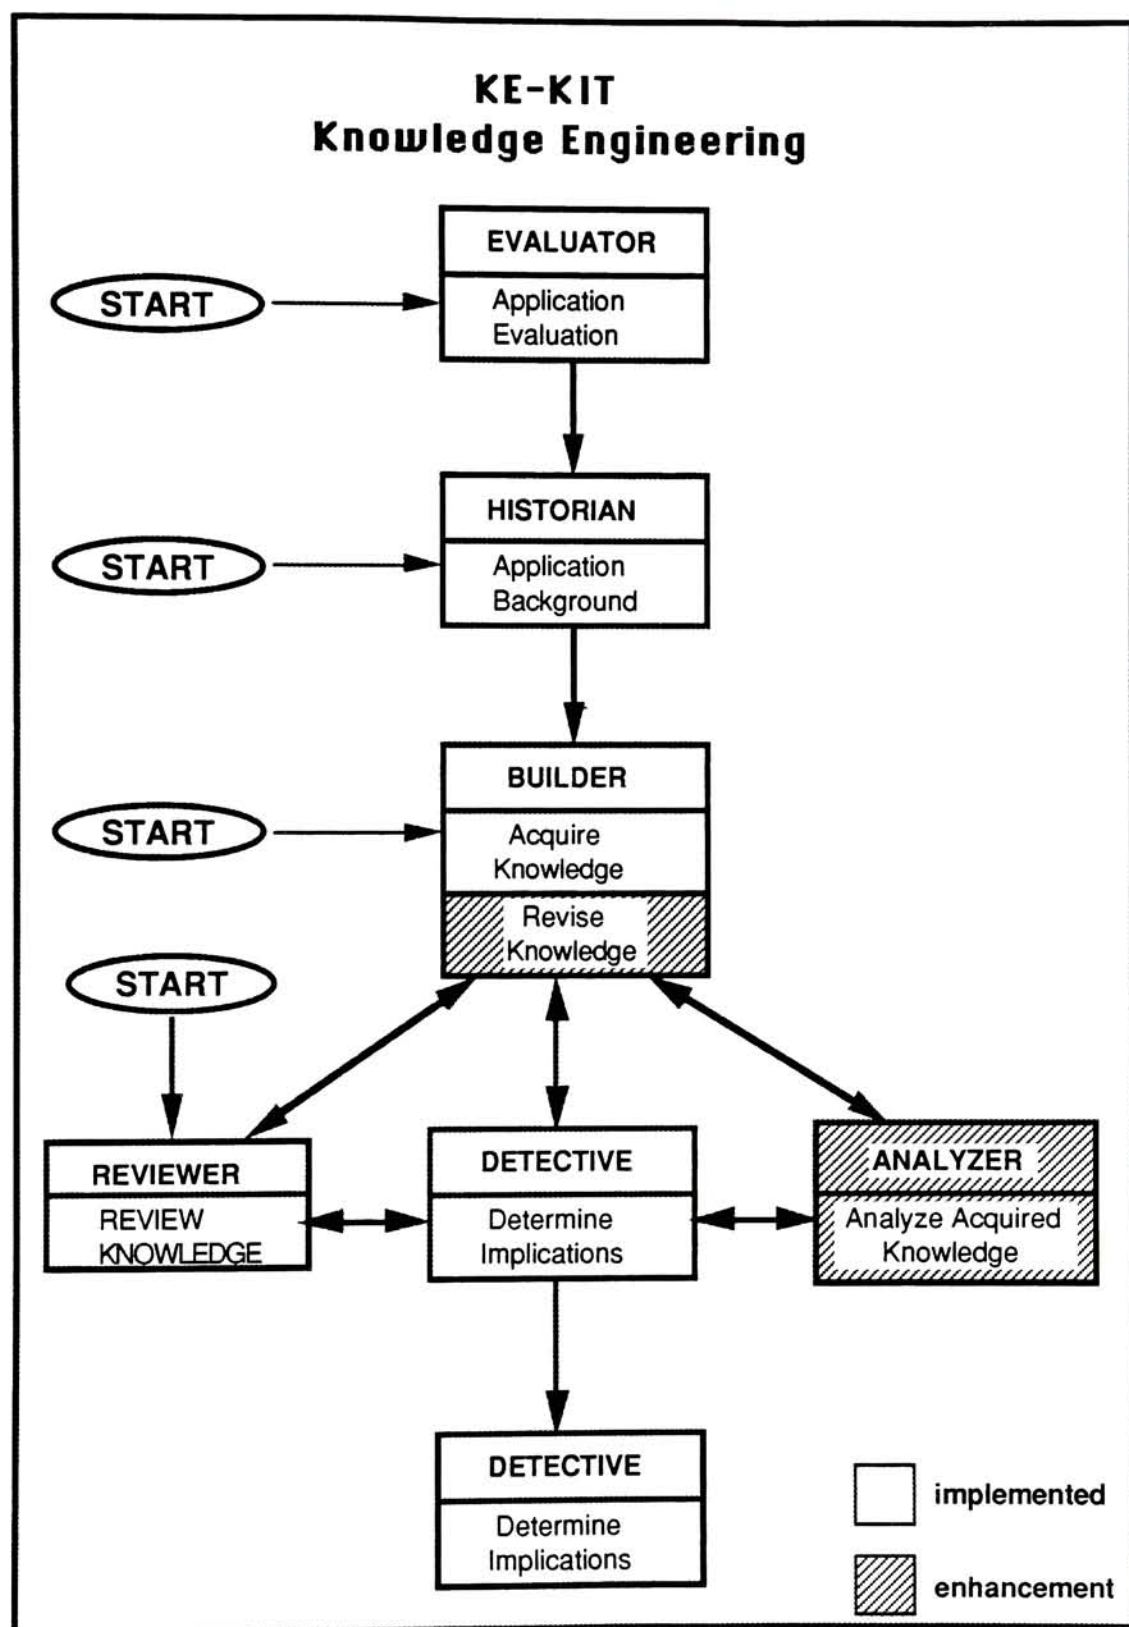 KE-KIT
Knowledge Engineering
EVALUATOR
START
Application
Evaluation
HISTORIAN
START
Application
Background
BUILDER
START
Acquire
Knowledge
Revise
Knowledge
START
REVIEWER
REVIEW
KNOWLEDGE
DETECTIVE
Determine
Implications
ANALYZER
Analyze Acquired
Knowledge
DETECTIVE
Determine
Implications
implemented
enhancement